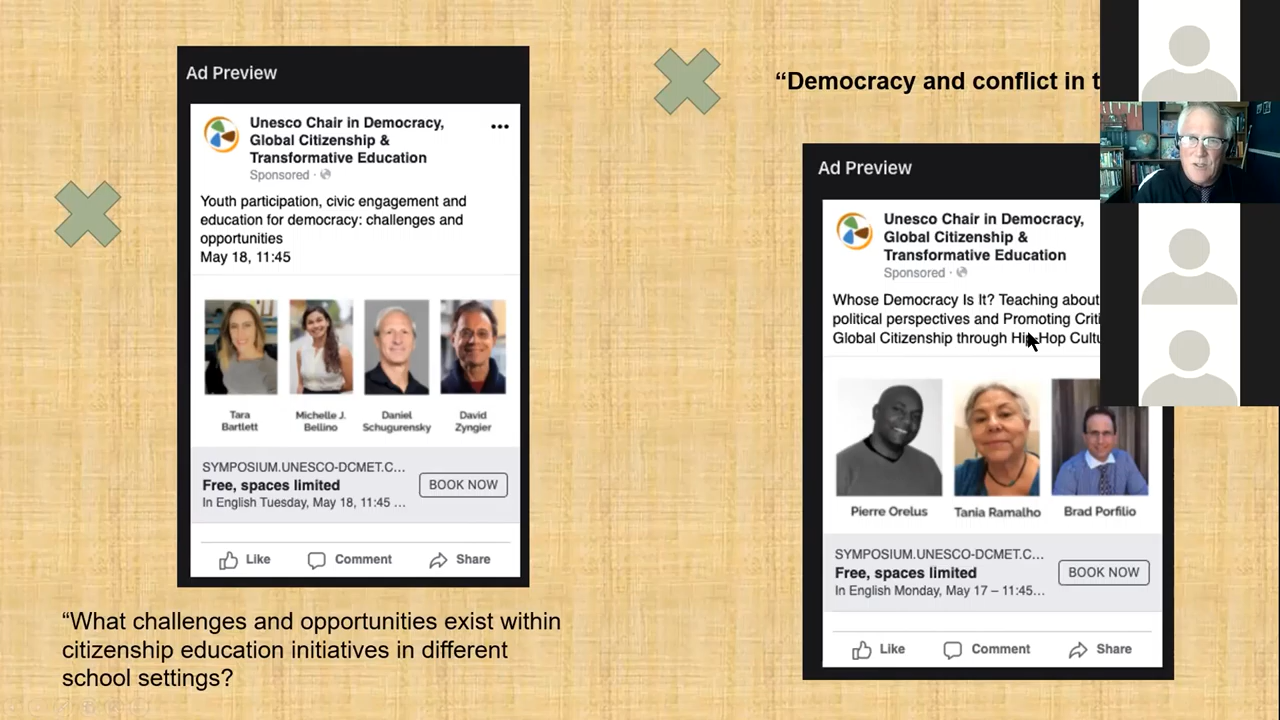 Ad Preview
Unesco Chair in Democracy,
Global Citizenship &
Transformative Education
Sponsored ·
Youth participation, civic engagement and
education for democracy: challenges and
opportunities
May 18, 11:45
Tara
Bartlett
Michelle J.
Bellino
Daniel
Schugurensky
David
Zyngier
SYMPOSIUM.UNESCO-DCMET.C...
Free, spaces limited
In English Tuesday, May 18, 11:45 ...
BOOK NOW
Like
Comment
Share
“What challenges and opportunities exist within
citizenship education initiatives in different
school settings?
“Democracy and conflict in
Ad Preview
Unesco Chair in Democracy,
Global Citizenship &
Transformative Education
Sponsored ·
Whose Democracy Is It? Teaching about
political perspectives and Promoting
Global Citizenship through Hip-Hop
Pierre Orelus
Tania Ramalho
Brad Porfilio
SYMPOSIUM.UNESCO-DCMET.C...
Free, spaces limited
In English Monday, May 17 – 11:45...
BOOK NOW
Like
Comment
Share